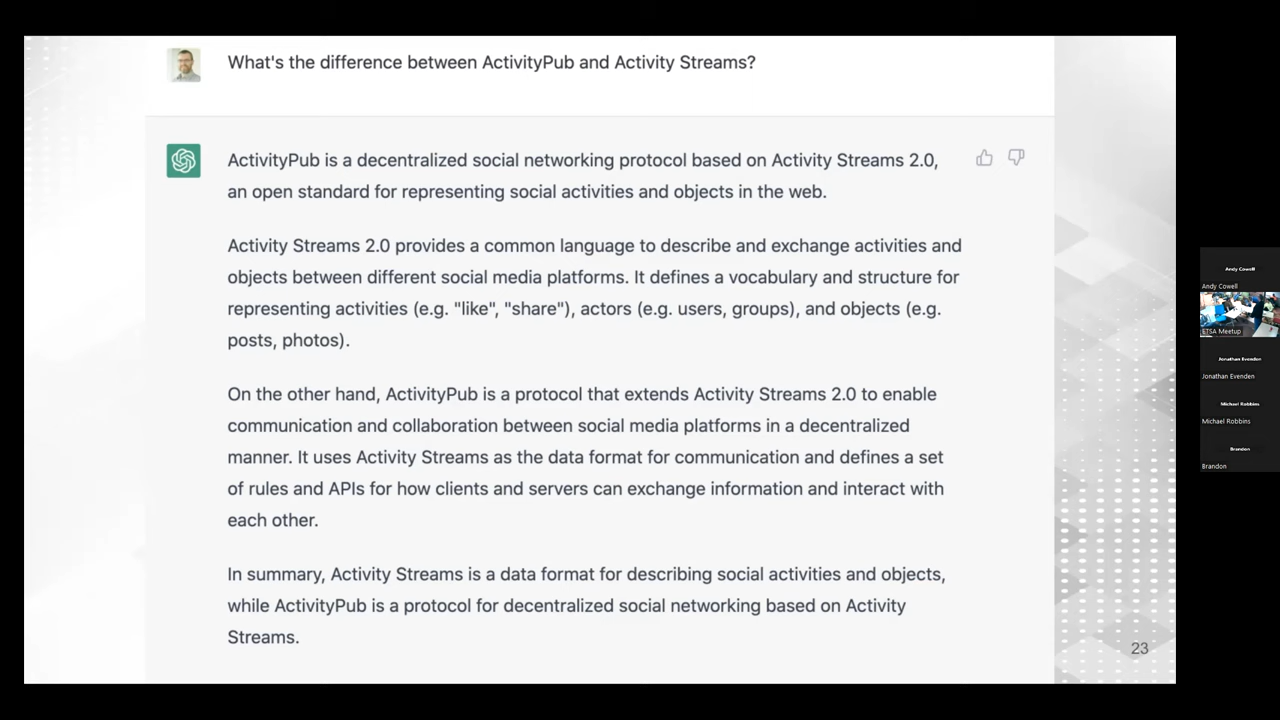 What's the difference between ActivityPub and Activity Streams?
ActivityPub is a decentralized social networking protocol based on Activity Streams 2.0,
an open standard for representing social activities and objects in the web.
Activity Streams 2.0 provides a common language to describe and exchange activities and
objects between different social media platforms. It defines a vocabulary and structure for
representing activities (e.g. "like", "share"), actors (e.g. users, groups), and objects (e.g.
posts, photos).
On the other hand, ActivityPub is a protocol that extends Activity Streams 2.0 to enable
communication and collaboration between social media platforms in a decentralized
manner. It uses Activity Streams as the data format for communication and defines a set
of rules and APIs for how clients and servers can exchange information and interact with
each other.
In summary, Activity Streams is a data format for describing social activities and objects,
while ActivityPub is a protocol for decentralized social networking based on Activity
Streams.
23
Andy Cowell
Andy Cowell
ETSA Meetup
Jonathan Evenden
Jonathan Evenden
Michael Robbins
Michael Robbins
Brandon
Brandon